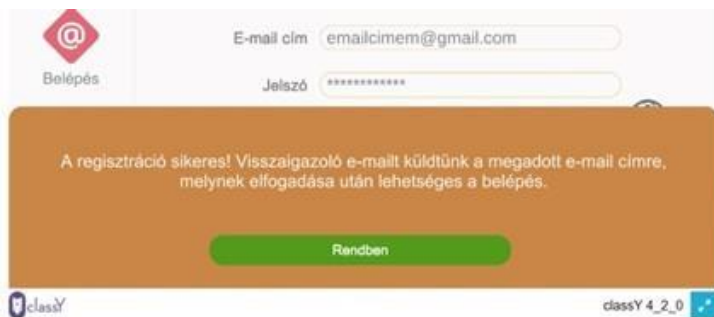 @
E-mail cím emailcimem@gmail.com
Belépés
Jelszó ************
A regisztráció sikeres! Visszaigazoló e-mailt küldtünk a megadott e-mail címre,
melynek elfogadása után lehetséges a belépés.
Rendben
classY
classY 4_2_0